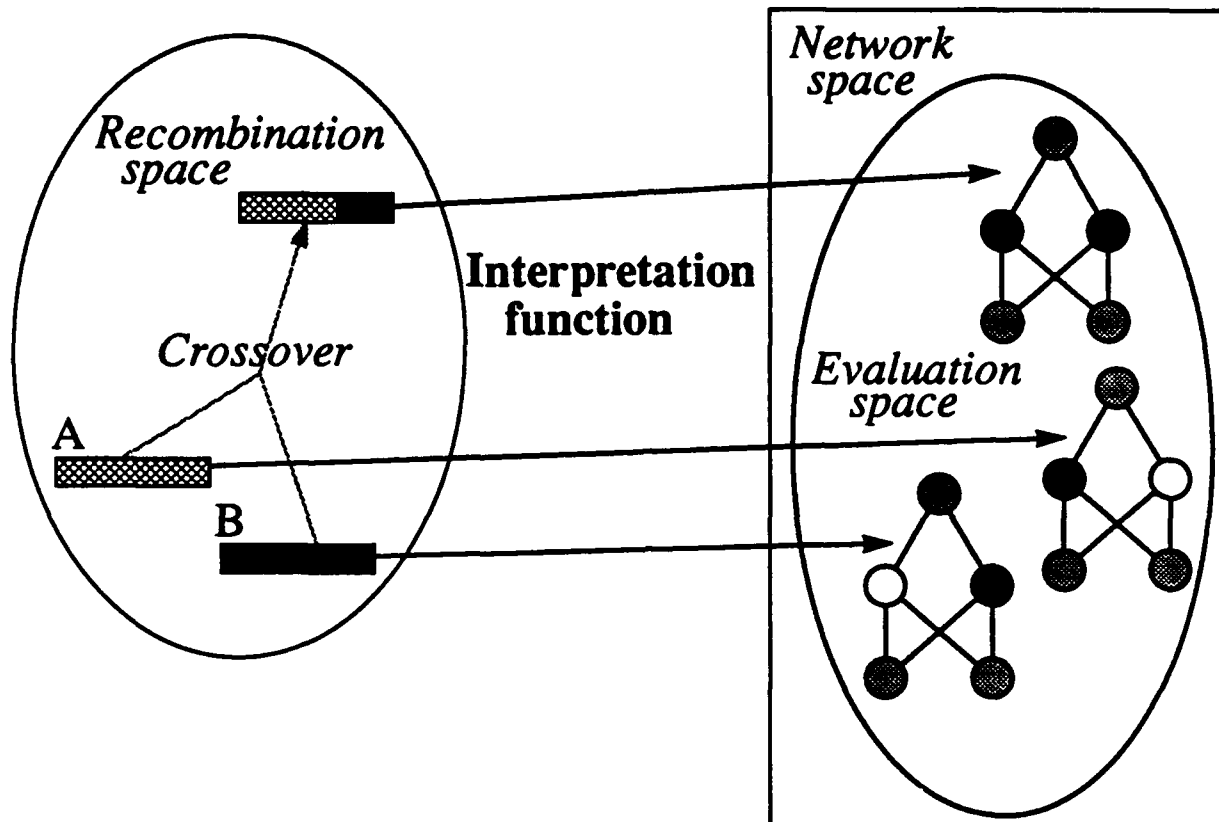 Network
space
Recombination
space
Interpretation
function
Crossover
Evaluation
space
A
B